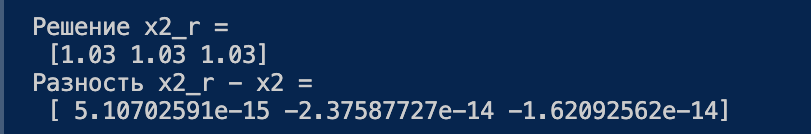 Решение x2_r =
[1.03 1.03 1.03]
Разность x2_r - x2 =
[ 5.10702591e-15 -2.37587727e-14 -1.62092562e-14]